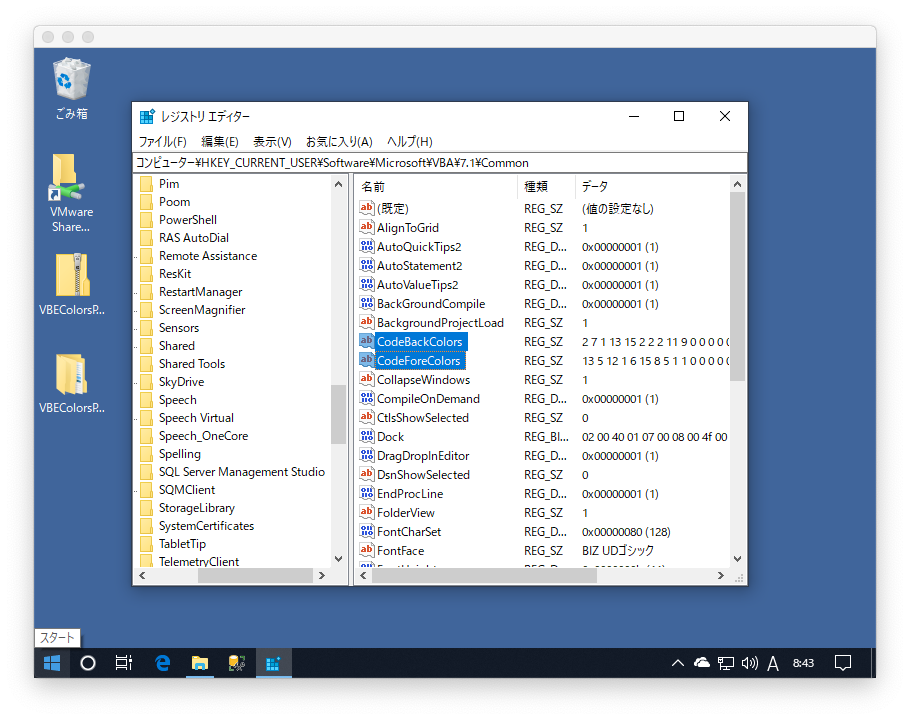 ごみ箱
VMware
Share...
VBEColorsP...
VBEColorsP...
レジストリ エディター
ファイル(F) 編集(E) 表示(V) お気に入り(A) ヘルプ(H)
コンピューター¥HKEY_CURRENT_USER¥Software¥Microsoft¥VBA¥7.1¥Common
Pim
Poom
PowerShell
RAS AutoDial
Remote Assistance
ResKit
RestartManager
ScreenMagnifier
Sensors
Shared
Shared Tools
SkyDrive
Speech
Speech Virtual
Speech_OneCore
Spelling
SQL Server Management Studio
SQMClient
StorageLibrary
SystemCertificates
TabletTip
TelemetryClient
名前 種類 データ
(既定) REG_SZ (値の設定なし)
AlignToGrid REG_SZ 1
AutoQuickTips2 REG_D... 0x00000001 (1)
AutoStatement2 REG_D... 0x00000001 (1)
AutoValueTips2 REG_D... 0x00000001 (1)
BackGroundCompile REG_D... 0x00000001 (1)
BackgroundProjectLoad REG_SZ 1
CodeBackColors REG_SZ 2 7 1 13 15 2 2 2 11 9 0 0 0 0 0
CodeForeColors REG_SZ 13 5 12 1 6 15 8 5 1 1 0 0 0 0 0
CollapseWindows REG_SZ 1
CompileOnDemand REG_D... 0x00000001 (1)
CtlsShowSelected REG_SZ 0
Dock REG_BI... 02 00 40 01 07 00 08 00 4f 00
DragDropInEditor REG_D... 0x00000001 (1)
DsnShowSelected REG_SZ 0
EndProcLine REG_D... 0x00000001 (1)
FolderView REG_SZ 1
FontCharSet REG_D... 0x00000080 (128)
FontFace REG_SZ BIZ UDゴシック
スタート
A 8:43